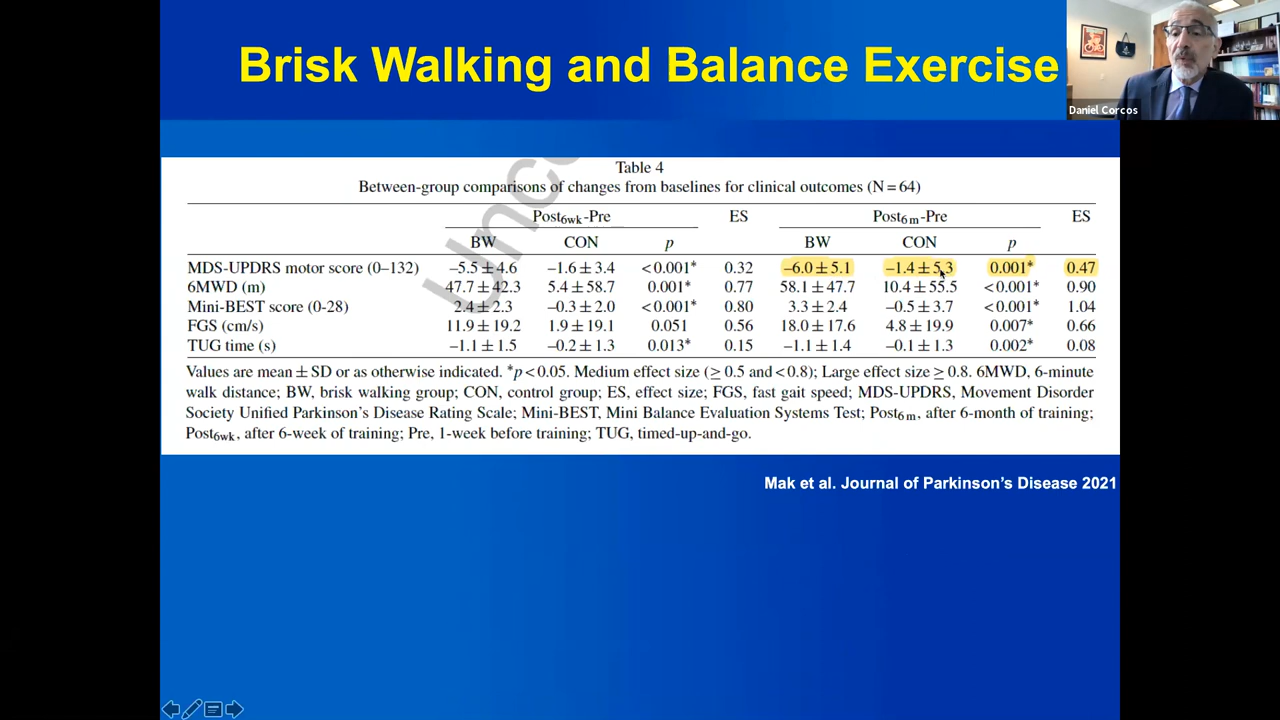 Brisk Walking and Balance Exercise
Daniel Corcos
Table 4
Between-group comparisons of changes from baselines for clinical outcomes (N = 64)
Post6wk-Pre ES Post6m-Pre ES
BW CON p BW CON p
MDS-UPDRS motor score (0–132) –5.5 ± 4.6 –1.6 ± 3.4 <0.001* 0.32 –6.0 ± 5.1 –1.4 ± 5.3 0.001* 0.47
6MWD (m) 47.7 ± 42.3 5.4 ± 58.7 0.001* 0.77 58.1 ± 47.7 10.4 ± 55.5 <0.001* 0.90
Mini-BEST score (0-28) 2.4 ± 2.3 –0.3 ± 2.0 <0.001* 0.80 3.3 ± 2.4 –0.5 ± 3.7 <0.001* 1.04
FGS (cm/s) 11.9 ± 19.2 1.9 ± 19.1 0.051 0.56 18.0 ± 17.6 4.8 ± 19.9 0.007* 0.66
TUG time (s) –1.1 ± 1.5 –0.2 ± 1.3 0.013* 0.15 –1.1 ± 1.4 –0.1 ± 1.3 0.002* 0.08
Values are mean ± SD or as otherwise indicated. *p < 0.05. Medium effect size (≥ 0.5 and < 0.8); Large effect size ≥ 0.8. 6MWD, 6-minute
walk distance; BW, brisk walking group; CON, control group; ES, effect size; FGS, fast gait speed; MDS-UPDRS, Movement Disorder
Society Unified Parkinson's Disease Rating Scale; Mini-BEST, Mini Balance Evaluation Systems Test; Post6m, after 6-month of training;
Post6wk, after 6-week of training; Pre, 1-week before training; TUG, timed-up-and-go.
Mak et al. Journal of Parkinson's Disease 2021